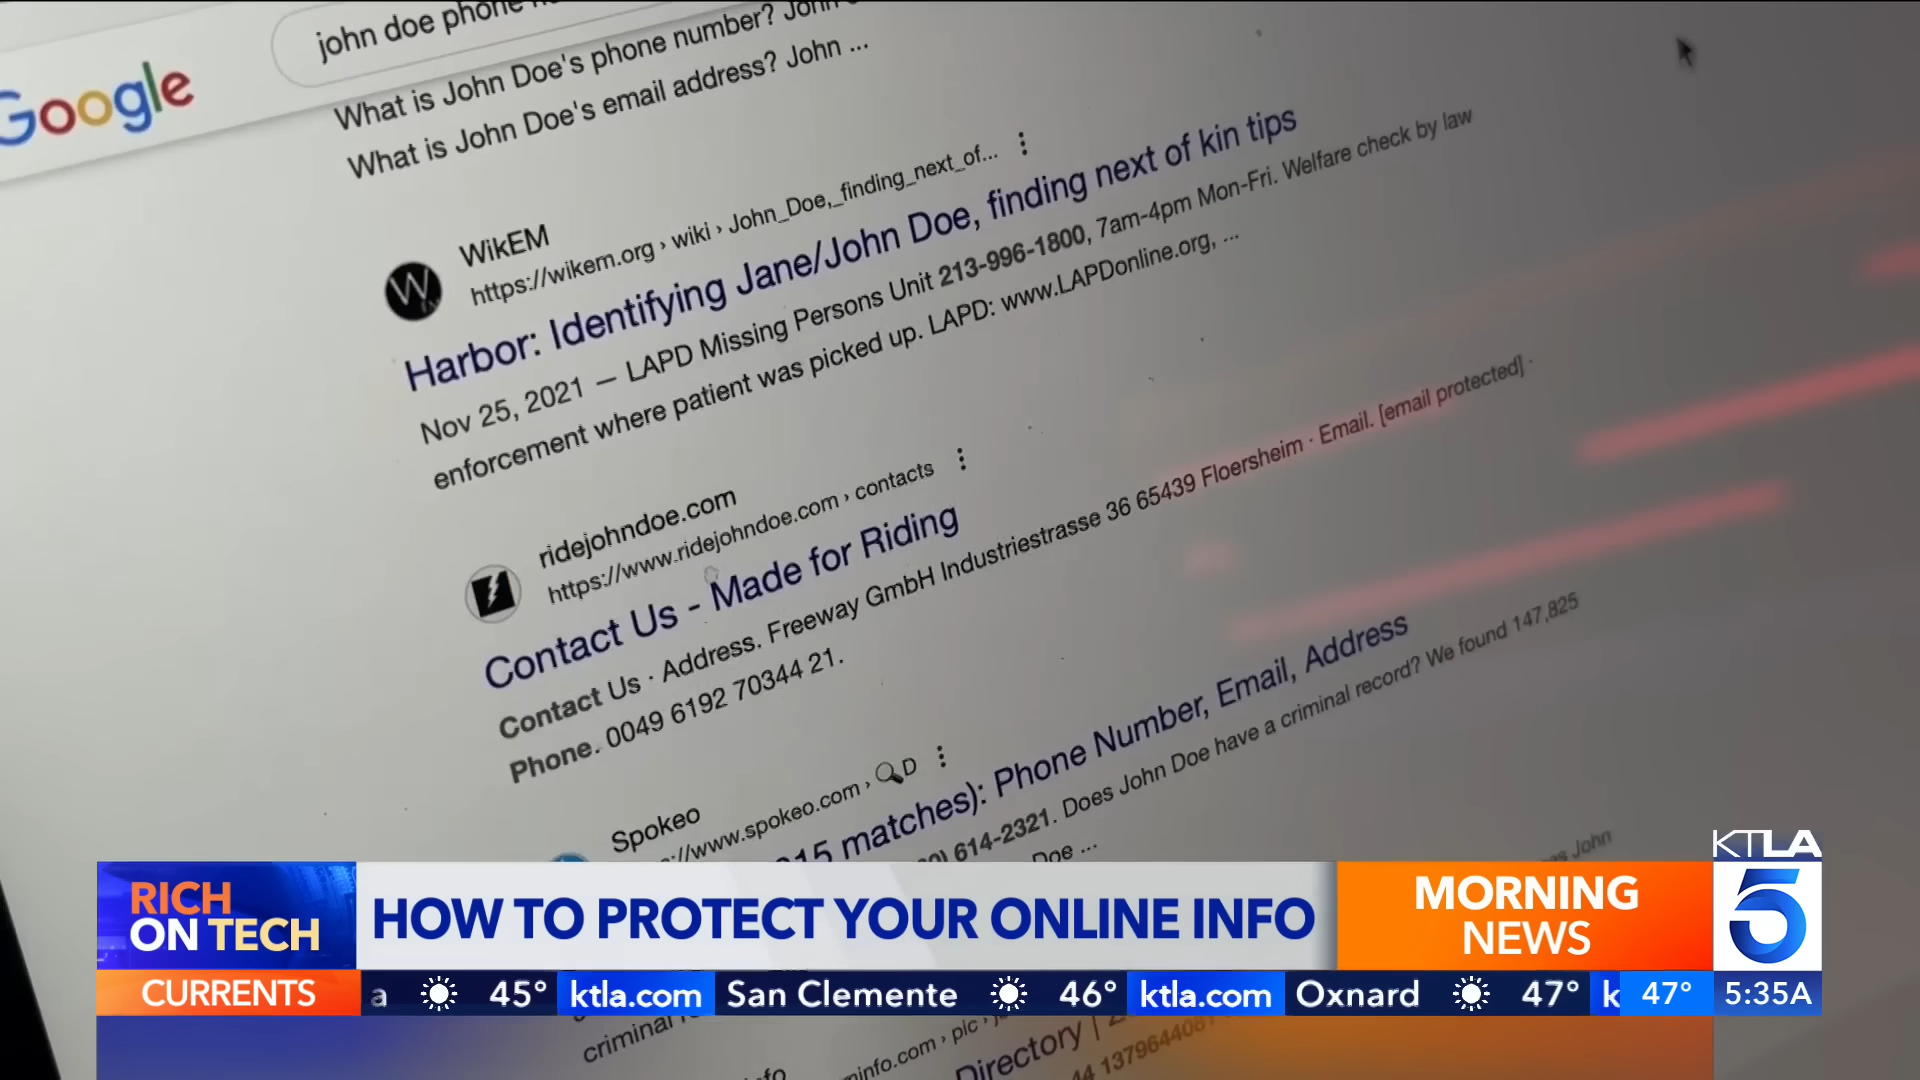 Google
john doe phone
What is John Doe's phone number? John
What is John Doe's email address? John ...
WikEM
https://wikem.org › wiki › John_Doe,_finding_next_of...
Harbor: Identifying Jane/John Doe, finding next of kin tips
Nov 25, 2021 — LAPD Missing Persons Unit 213-996-1800, 7am-4pm Mon-Fri. Welfare check by law
enforcement where patient was picked up. LAPD: www.LAPDonline.org, ...
ridejohndoe.com
https://www.ridejohndoe.com › contacts
Contact Us - Made for Riding
Contact Us · Address. Freeway GmbH Industriestrasse 36 65439 Floersheim · Email. [email protected] ·
Phone. 0049 6192 70344 21.
Spokeo
://www.spokeo.com › D
15 matches): Phone Number, Email, Address
614-2321. Does John Doe have a criminal record? We found 147,825
Doe ...
John
RICH
ON TECH
HOW TO PROTECT YOUR ONLINE INFO
MORNING
NEWS
KTLA
5
CURRENTS
a 45° ktla.com San Clemente 46° ktla.com Oxnard 47° k 47° 5:35A
criminal
info.com › plc ›
Directory |